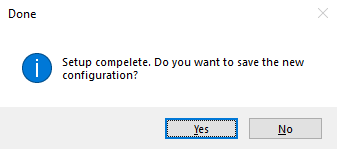 Done
Setup compelete. Do you want to save the new
configuration?
Yes
No